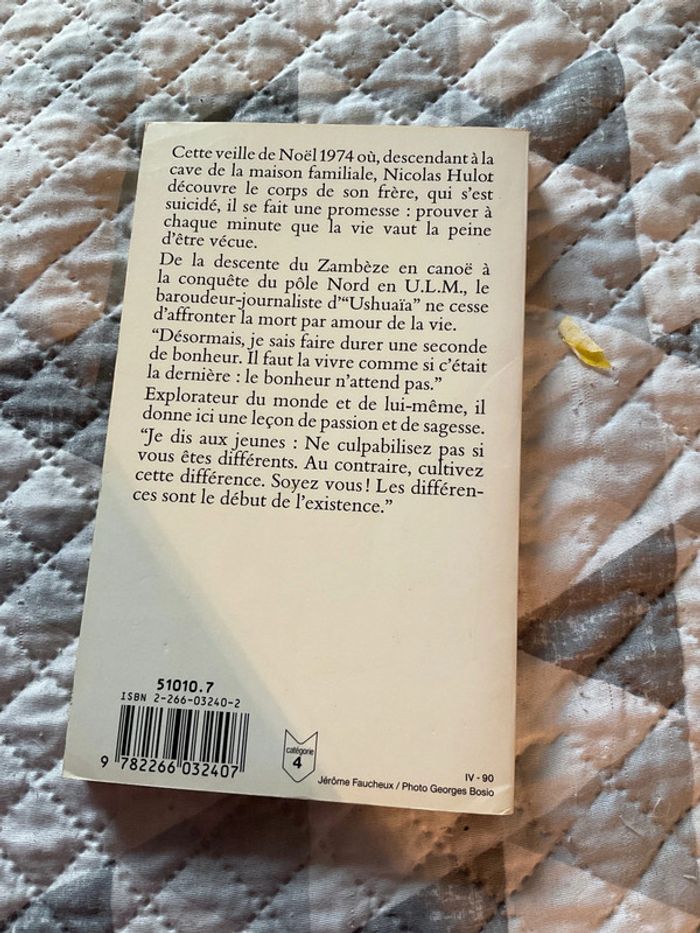 Cette veille de Noël 1974 où, descendant à la
cave de la maison familiale, Nicolas Hulot
découvre le corps de son frère, qui s'est
suicidé, il se fait une promesse : prouver à
chaque minute que la vie vaut la peine
d'être vécue.
De la descente du Zambèze en canoë à
la conquête du pôle Nord en U.L.M., le
baroudeur-journaliste d'“Ushuaïa” ne cesse
d'affronter la mort par amour de la vie.
“Désormais, je sais faire durer une seconde
de bonheur. Il faut la vivre comme si c'était
la dernière : le bonheur n'attend pas.”
Explorateur du monde et de lui-même, il
donne ici une leçon de passion et de sagesse.
“Je dis aux jeunes : Ne culpabilisez pas si
vous êtes différents. Au contraire, cultivez
cette différence. Soyez vous ! Les différen-
ces sont le début de l'existence.”
51010.7
ISBN 2-266-03240-2
9 782266 032407
catégorie
4
IV - 90
Jérôme Faucheux / Photo Georges Bosio